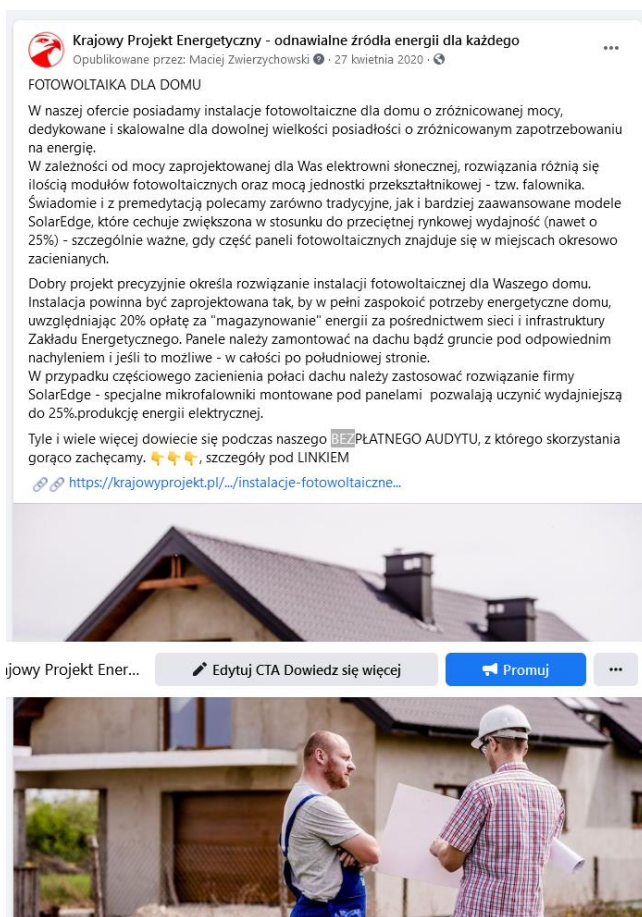 Krajowy Projekt Energetyczny - odnawialne źródła energii dla każdego
Opublikowane przez: Maciej Zwierzychowski · 27 kwietnia 2020 ·
FOTOWOLTAIKA DLA DOMU
W naszej ofercie posiadamy instalacje fotowoltaiczne dla domu o zróżnicowanej mocy,
dedykowane i skalowalne dla dowolnej wielkości posiadłości o zróżnicowanym zapotrzebowaniu
na energię.
W zależności od mocy zaprojektowanej dla Was elektrowni słonecznej, rozwiązania różnią się
ilością modułów fotowoltaicznych oraz mocą jednostki przekształtnikowej - tzw. falownika.
Świadomie i z premedytacją polecamy zarówno tradycyjne, jak i bardziej zaawansowane modele
SolarEdge, które cechuje zwiększona w stosunku do przeciętnej rynkowej wydajność (nawet o
25%) - szczególnie ważne, gdy część paneli fotowoltaicznych znajduje się w miejscach okresowo
zacienianych.
Dobry projekt precyzyjnie określa rozwiązanie instalacji fotowoltaicznej dla Waszego domu.
Instalacja powinna być zaprojektowana tak, by w pełni zaspokoić potrzeby energetyczne domu,
uwzględniając 20% opłatę za "magazynowanie" energii za pośrednictwem sieci i infrastruktury
Zakładu Energetycznego. Panele należy zamontować na dachu bądź gruncie pod odpowiednim
nachyleniem i jeśli to możliwe - w całości po południowej stronie.
W przypadku częściowego zacienienia połaci dachu należy zastosować rozwiązanie firmy
SolarEdge - specjalne mikrofalowniki montowane pod panelami pozwalają uczynić wydajniejszą
do 25%.produkcję energii elektrycznej.
Tyle i wiele więcej dowiecie się podczas naszego BEZPŁATNEGO AUDYTU, z którego skorzystania
gorąco zachęcamy. 👇👇👇, szczegóły pod LINKIEM
🔗🔗 https://krajowyprojekt.pl/.../instalacje-fotowoltaiczne...
ajowy Projekt Ener... Edytuj CTA Dowiedz się więcej Promuj ...